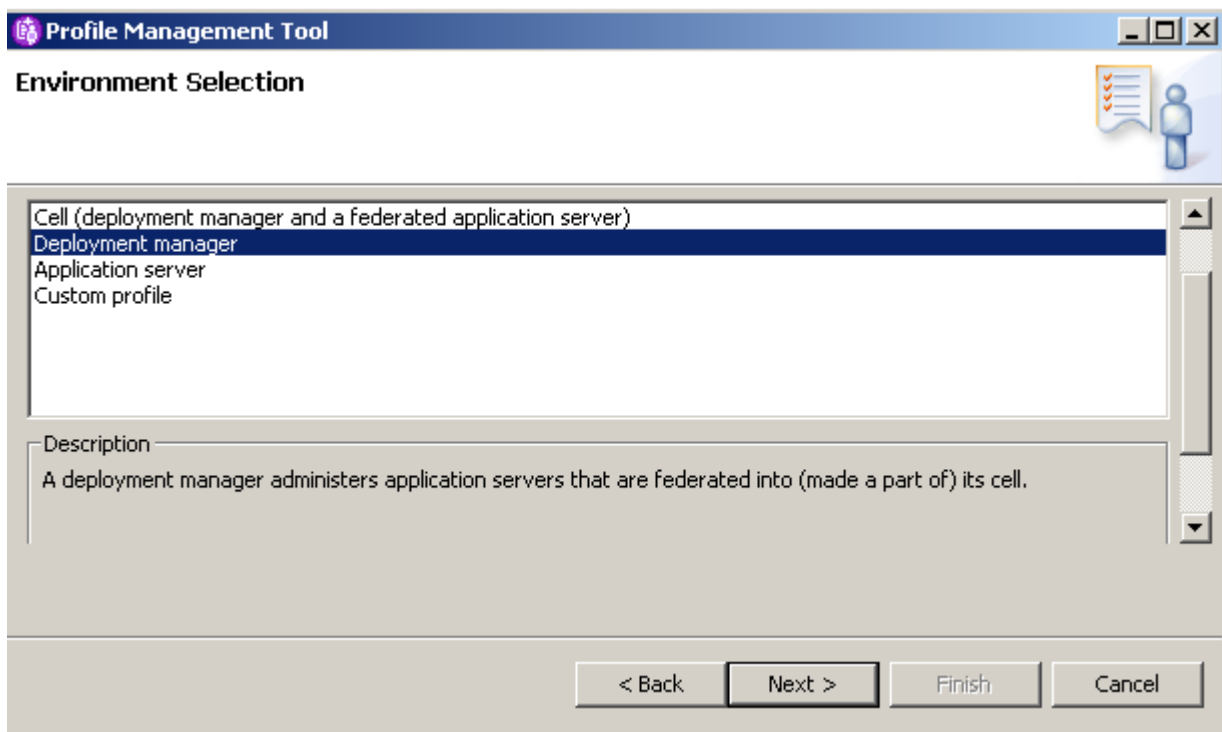 Profile Management Tool
Environment Selection
Cell (deployment manager and a federated application server)
Deployment manager
Application server
Custom profile
Description
A deployment manager administers application servers that are federated into (made a part of) its cell.
< Back Next > Finish Cancel